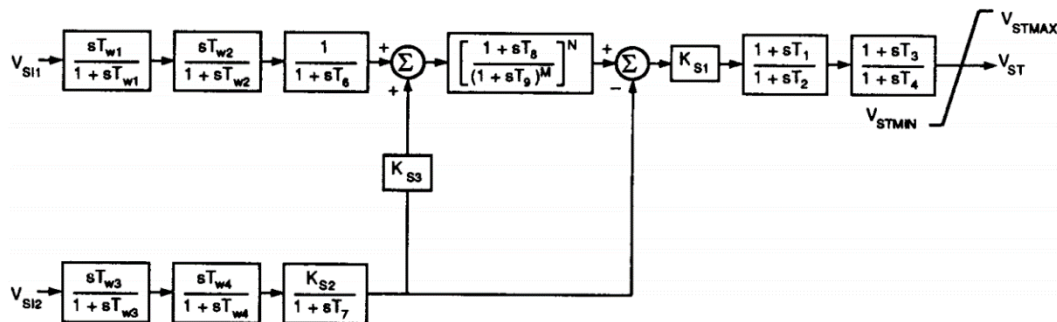 V_SI1
sT_w1 / 1 + sT_w1
sT_w2 / 1 + sT_w2
1 / 1 + sT_6
+
Σ
+
[ 1 + sT_8 / (1 + sT_9)^M ]^N
+
Σ
−
K_S1
1 + sT_1 / 1 + sT_2
1 + sT_3 / 1 + sT_4
V_STMAX
V_ST
V_STMIN
K_S3
V_SI2
sT_w3 / 1 + sT_w3
sT_w4 / 1 + sT_w4
K_S2 / 1 + sT_7